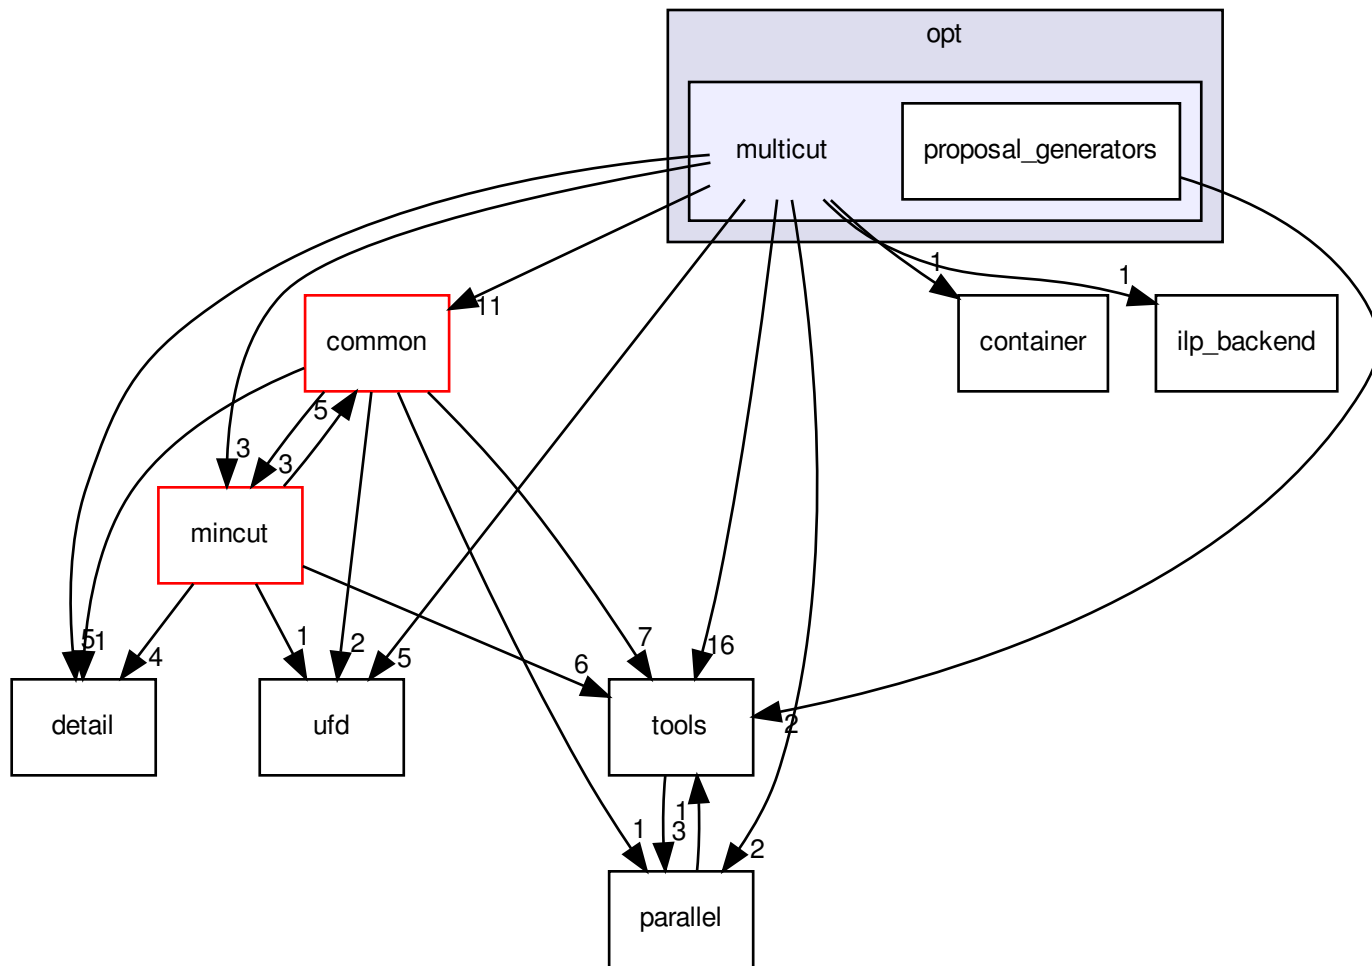 opt
multicut
proposal_generators
1
1
11
common
container
ilp_backend
5
3
3
mincut
5
1
4
1
2
5
6
7
16
2
detail
ufd
tools
1
3
1
2
parallel